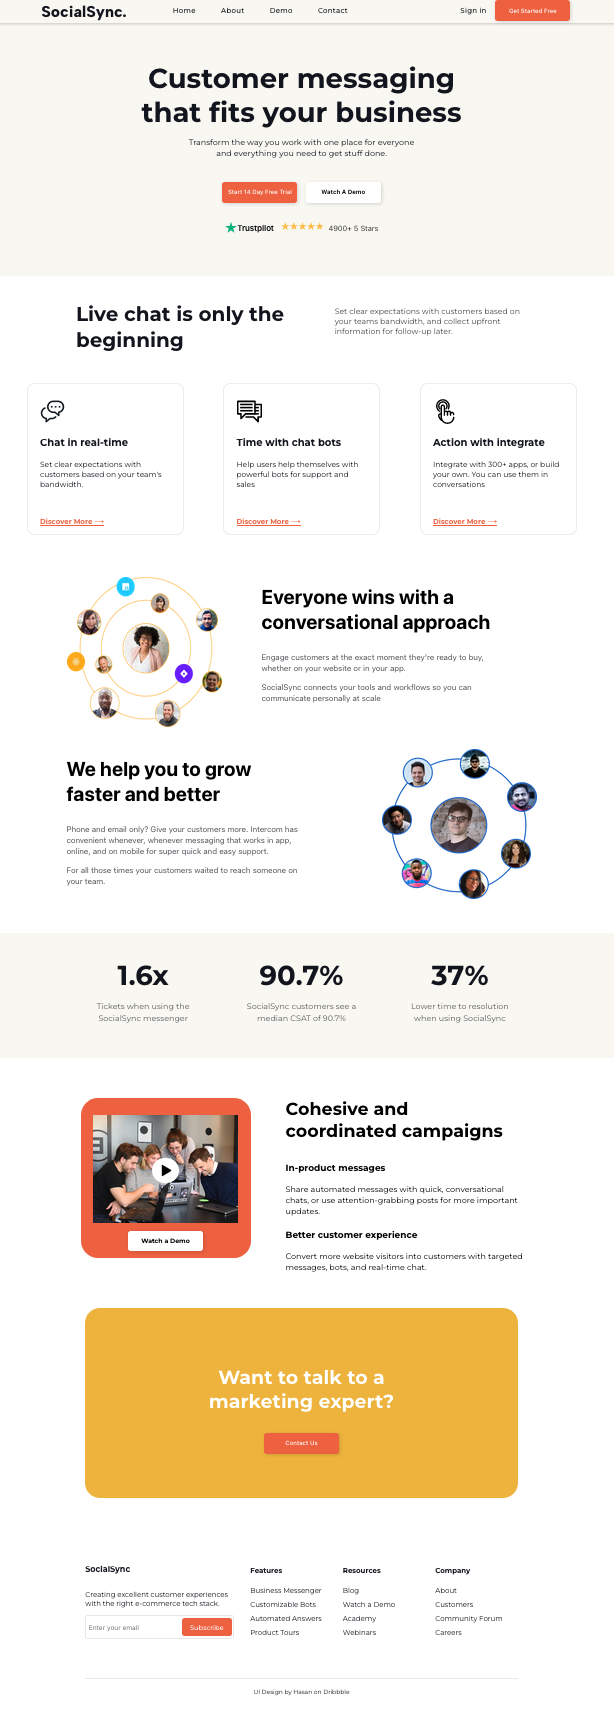 SocialSync.
Home About Demo Contact
Sign in
Get Started Free
Customer messaging
that fits your business
Transform the way you work with one place for everyone
and everything you need to get stuff done.
Start 14 Day Free Trial
Watch A Demo
Trustpilot
4900+ 5 Stars
Live chat is only the
beginning
Set clear expectations with customers based on
your teams bandwidth, and collect upfront
information for follow-up later.
Chat in real-time
Set clear expectations with
customers based on your team's
bandwidth.
Discover More ⟶
Time with chat bots
Help users help themselves with
powerful bots for support and
sales
Discover More ⟶
Action with integrate
Integrate with 300+ apps, or build
your own. You can use them in
conversations
Discover More ⟶
Everyone wins with a
conversational approach
Engage customers at the exact moment they're ready to buy,
whether on your website or in your app.
SocialSync connects your tools and workflows so you can
communicate personally at scale
We help you to grow
faster and better
Phone and email only? Give your customers more. Intercom has
convenient whenever, whenever messaging that works in app,
online, and on mobile for super quick and easy support.
For all those times your customers waited to reach someone on
your team.
1.6x
Tickets when using the
SocialSync messenger
90.7%
SocialSync customers see a
median CSAT of 90.7%
37%
Lower time to resolution
when using SocialSync
Watch a Demo
Cohesive and
coordinated campaigns
In-product messages
Share automated messages with quick, conversational
chats, or use attention-grabbing posts for more important
updates.
Better customer experience
Convert more website visitors into customers with targeted
messages, bots, and real-time chat.
Want to talk to a
marketing expert?
Contact Us
SocialSync
Creating excellent customer experiences
with the right e-commerce tech stack.
Enter your email
Subscribe
Features
Business Messenger
Customizable Bots
Automated Answers
Product Tours
Resources
Blog
Watch a Demo
Academy
Webinars
Company
About
Customers
Community Forum
Careers
UI Design by Hasan on Dribbble